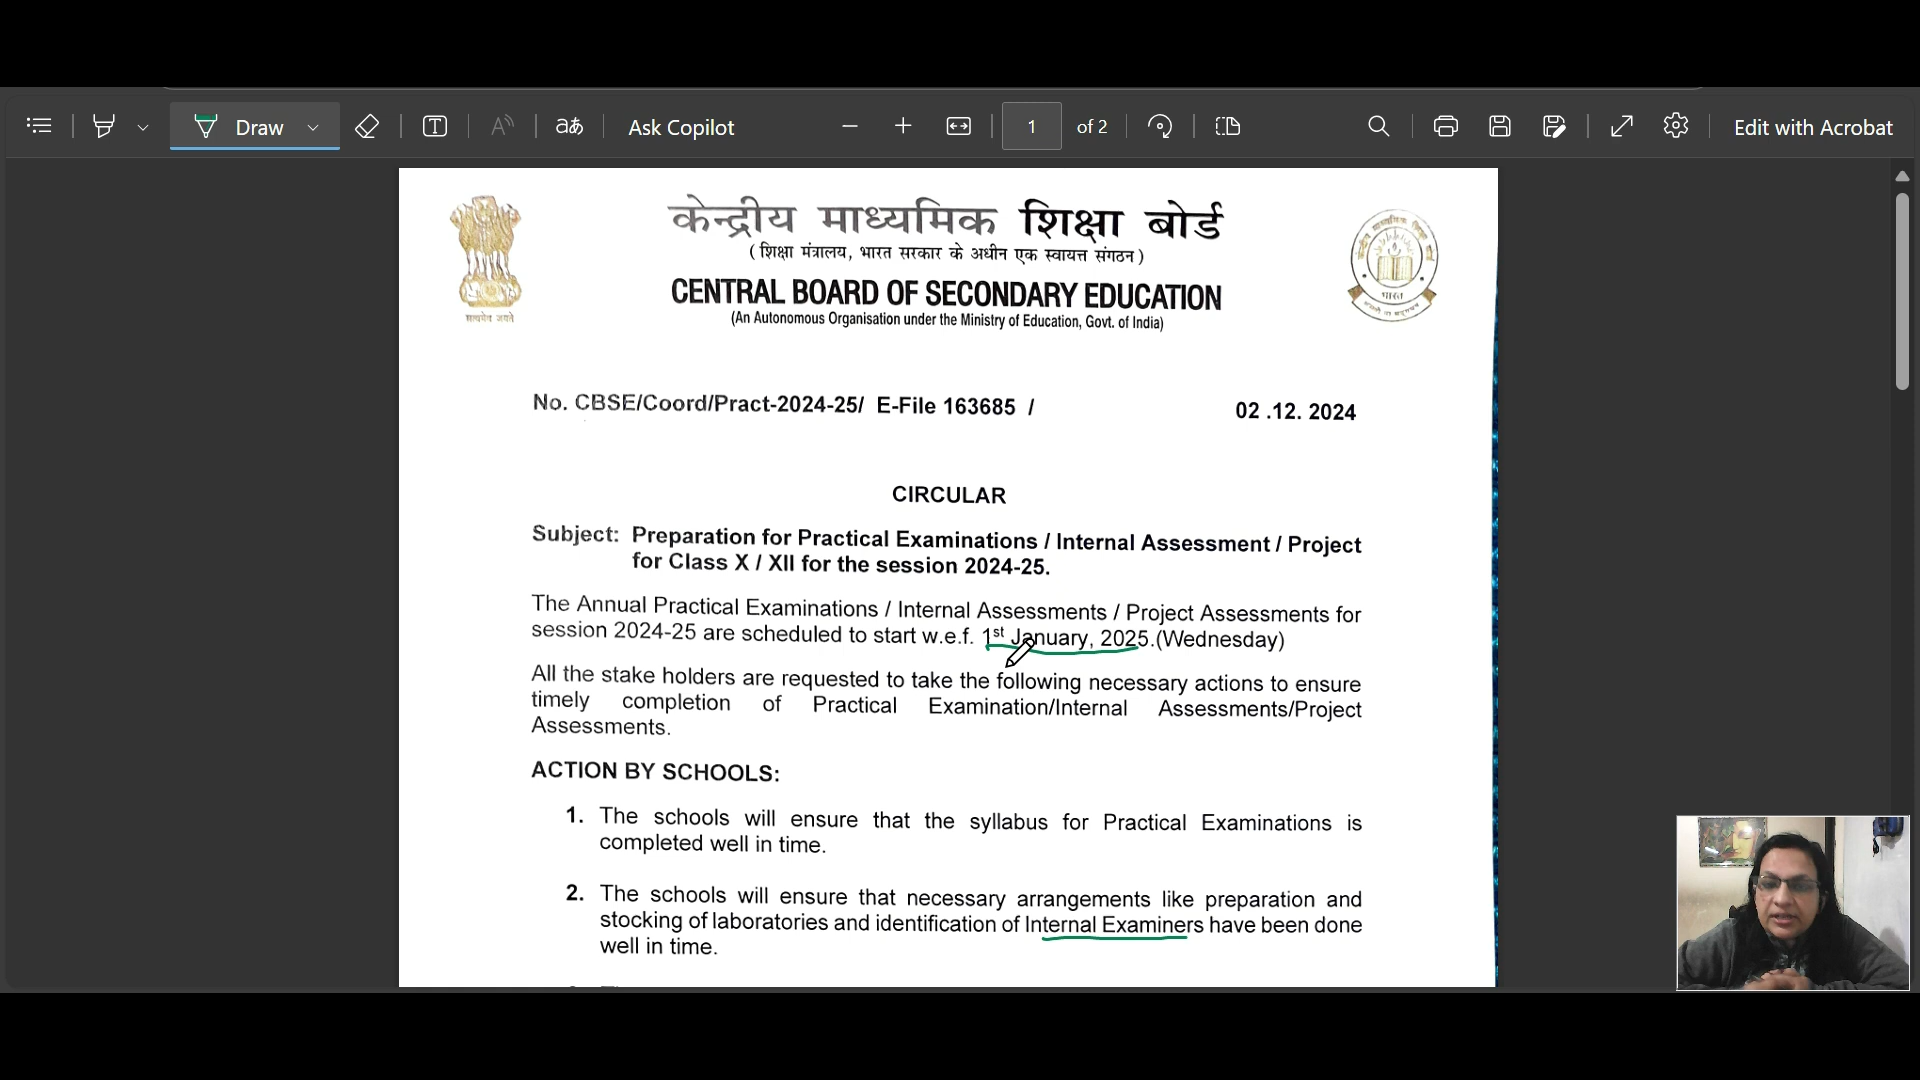 Draw
Ask Copilot
1
of 2
Edit with Acrobat
केन्द्रीय माध्यमिक शिक्षा बोर्ड
(शिक्षा मंत्रालय, भारत सरकार के अधीन एक स्वायत्त संगठन)
CENTRAL BOARD OF SECONDARY EDUCATION
(An Autonomous Organisation under the Ministry of Education, Govt. of India)
सत्यमेव जयते
भारत
No. CBSE/Coord/Pract-2024-25/ E-File 163685 /
02 .12. 2024
CIRCULAR
Subject: Preparation for Practical Examinations / Internal Assessment / Project
for Class X / XII for the session 2024-25.
The Annual Practical Examinations / Internal Assessments / Project Assessments for
session 2024-25 are scheduled to start w.e.f. 1st January, 2025.(Wednesday)
All the stake holders are requested to take the following necessary actions to ensure
timely completion of Practical Examination/Internal Assessments/Project
Assessments.
ACTION BY SCHOOLS:
1. The schools will ensure that the syllabus for Practical Examinations is
completed well in time.
2. The schools will ensure that necessary arrangements like preparation and
stocking of laboratories and identification of Internal Examiners have been done
well in time.